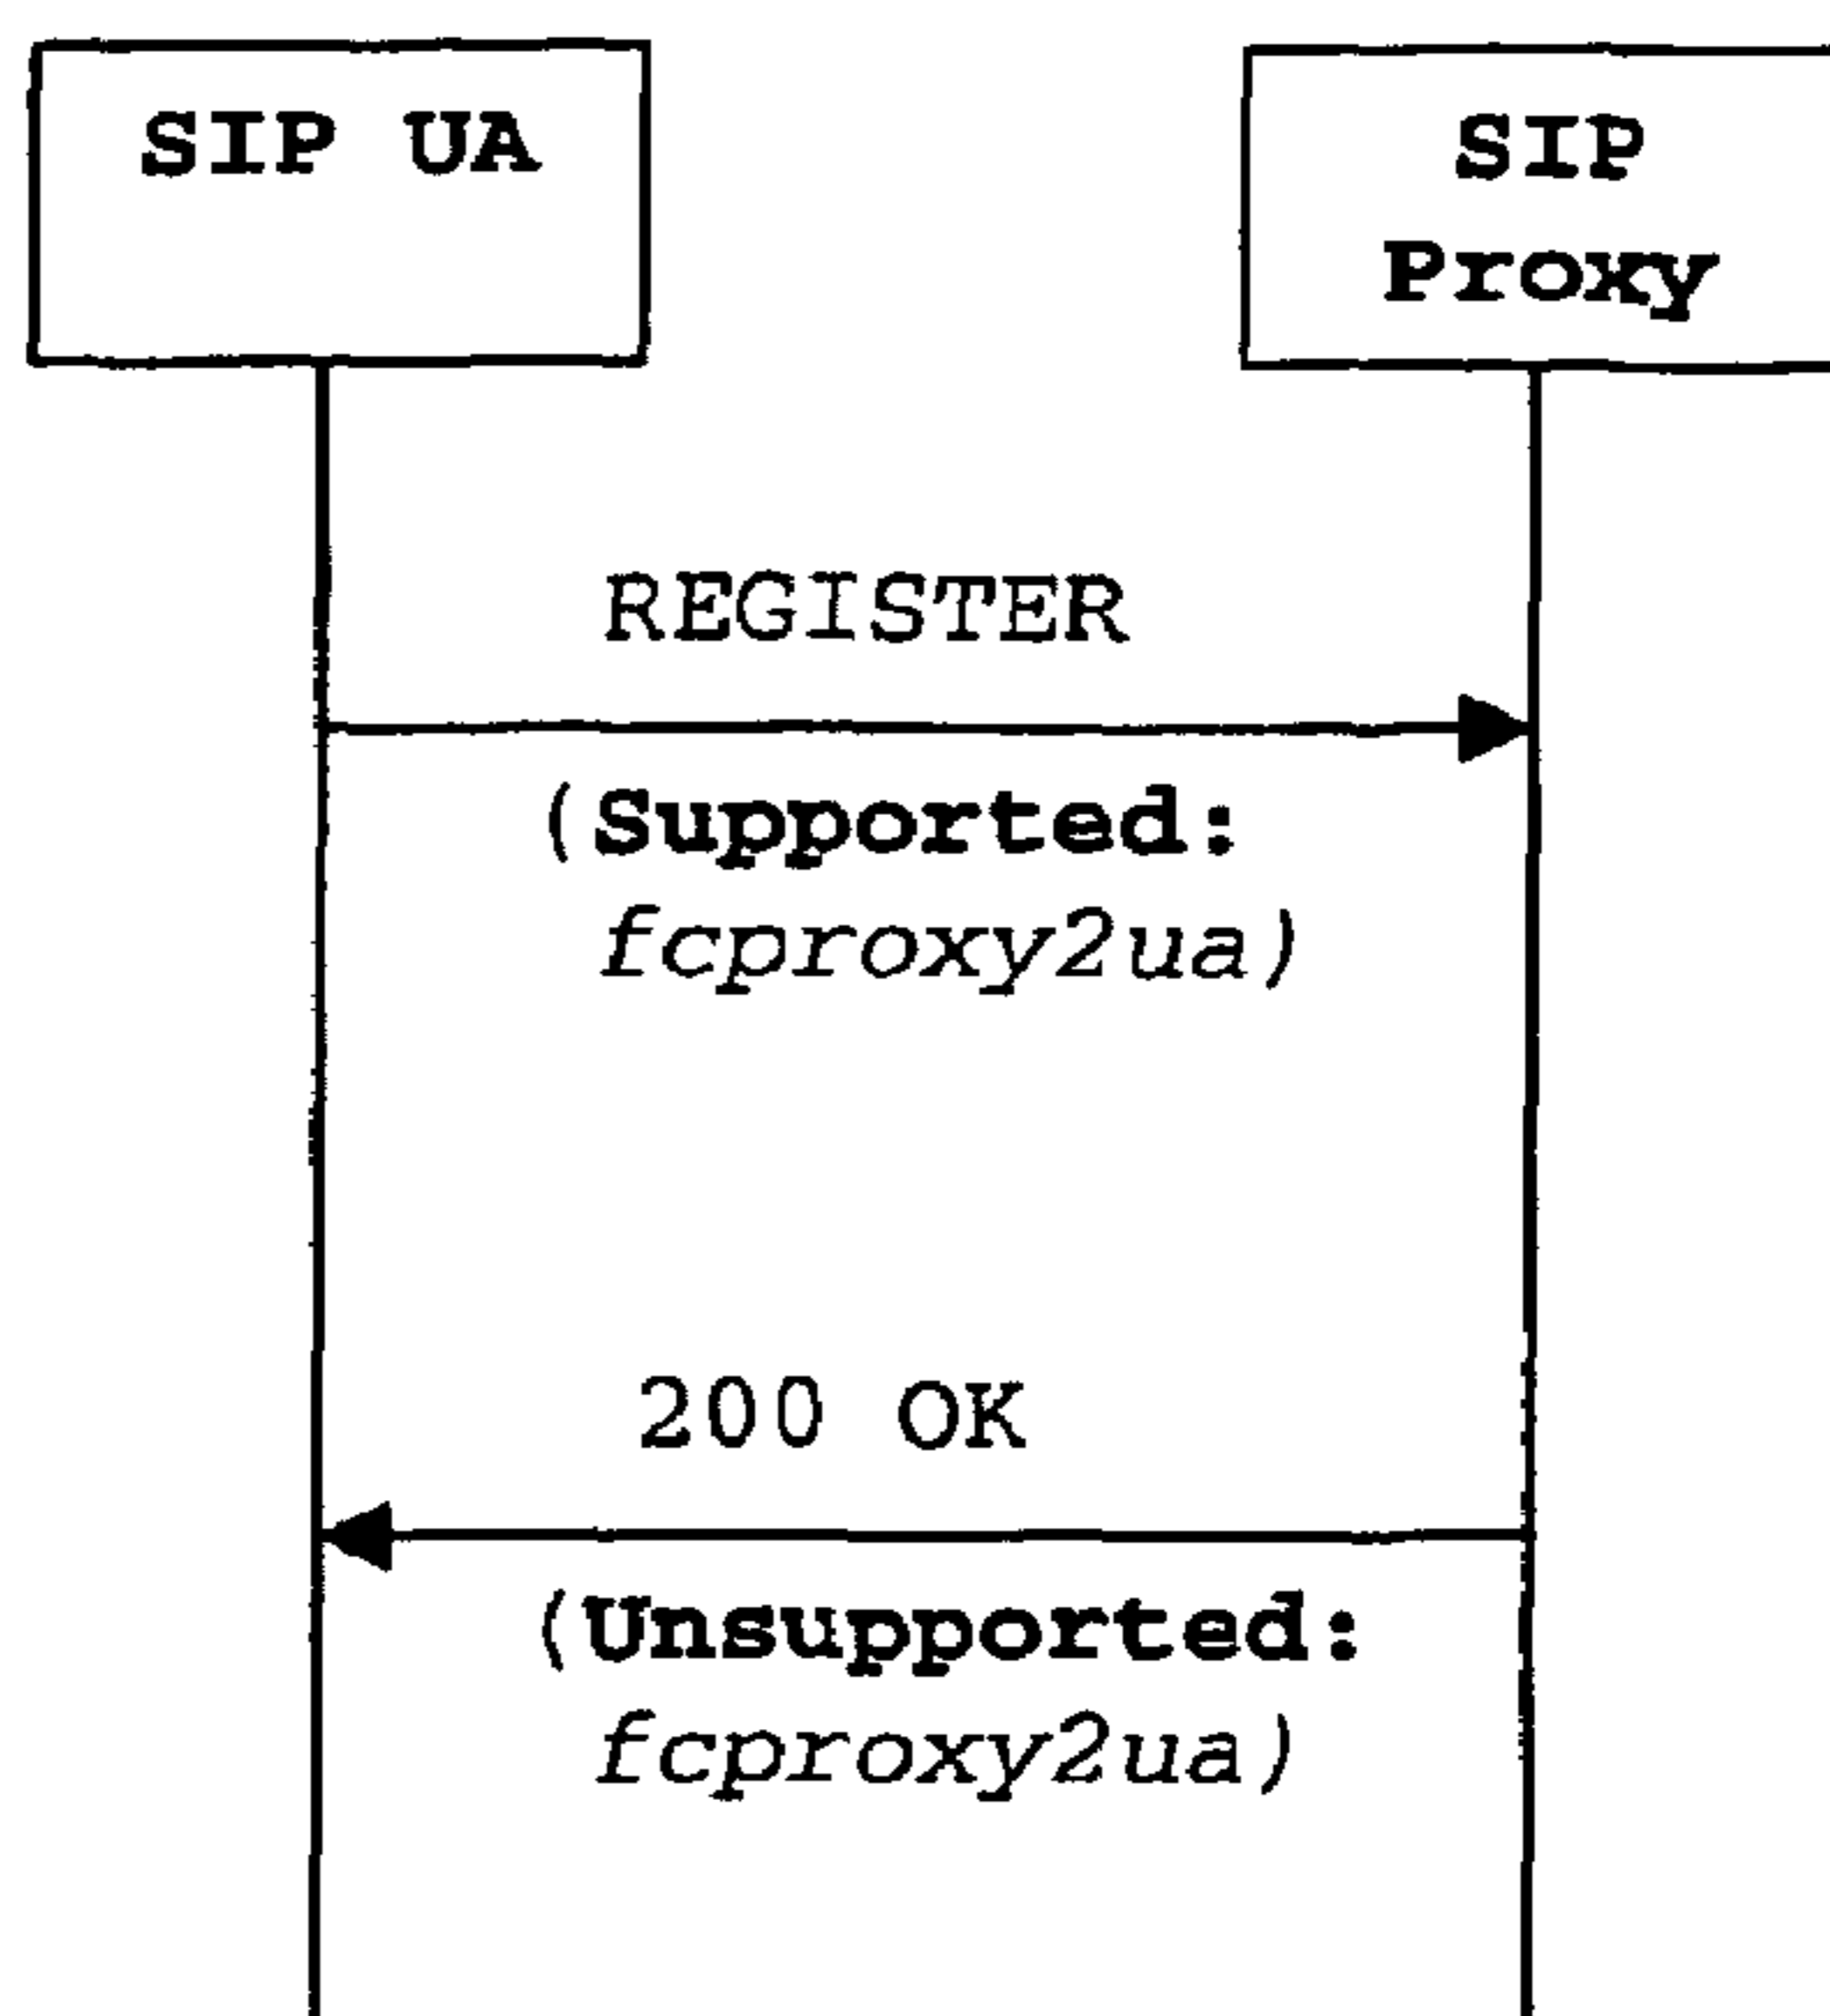 SIP UA
SIP
Proxy
REGISTER
(Supported:
fcproxy2ua)
200 OK
(Unsupported:
fcproxy2ua)